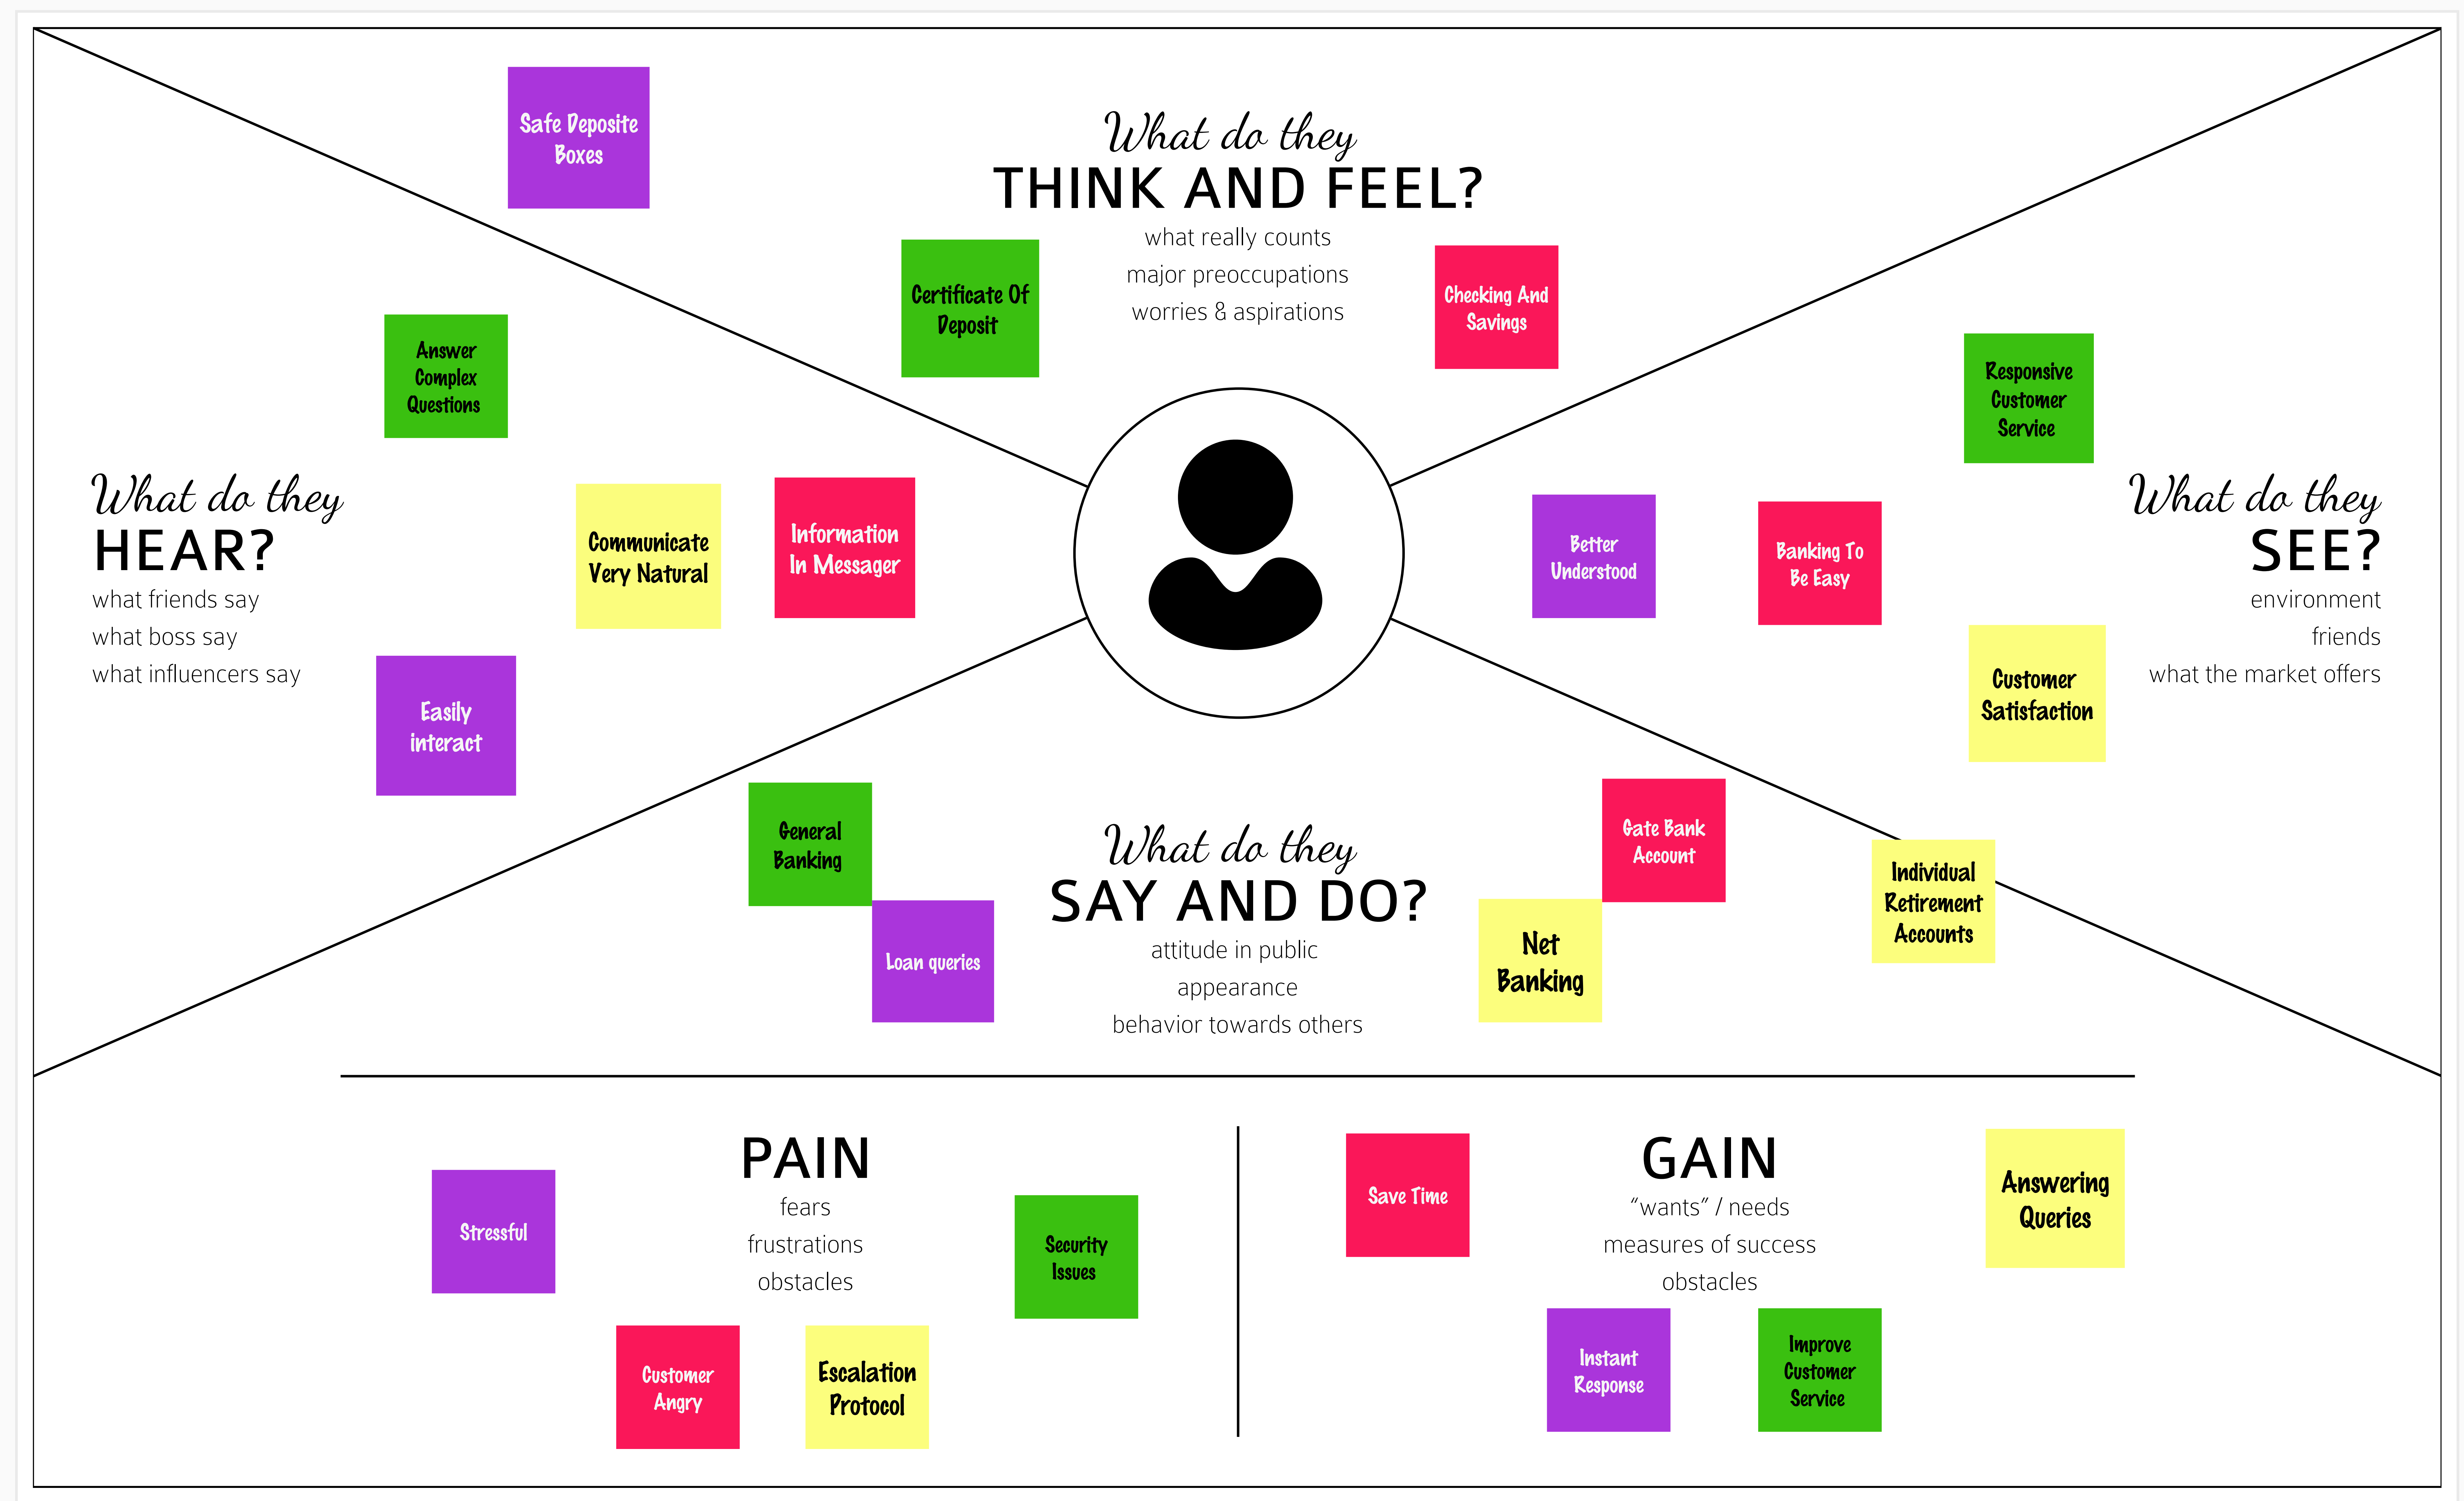 Safe Deposite
Boxes
What do they
THINK AND FEEL?
what really counts
major preoccupations
worries & aspirations
Certificate Of
Deposit
Checking And
Savings
Answer
Complex
Questions
What do they
HEAR?
what friends say
what boss say
what influencers say
Communicate
Very Natural
Information
In Messager
Easily
interact
Responsive
Customer
Service
What do they
SEE?
environment
friends
what the market offers
Better
Understood
Banking To
Be Easy
Customer
Satisfaction
General
Banking
Loan queries
What do they
SAY AND DO?
attitude in public
appearance
behavior towards others
Gate Bank
Account
Net
Banking
Individual
Retirement
Accounts
PAIN
fears
frustrations
obstacles
Stressful
Security
Issues
Customer
Angry
Escalation
Protocol
GAIN
“wants” / needs
measures of success
obstacles
Save Time
Answering
Queries
Instant
Response
Improve
Customer
Service